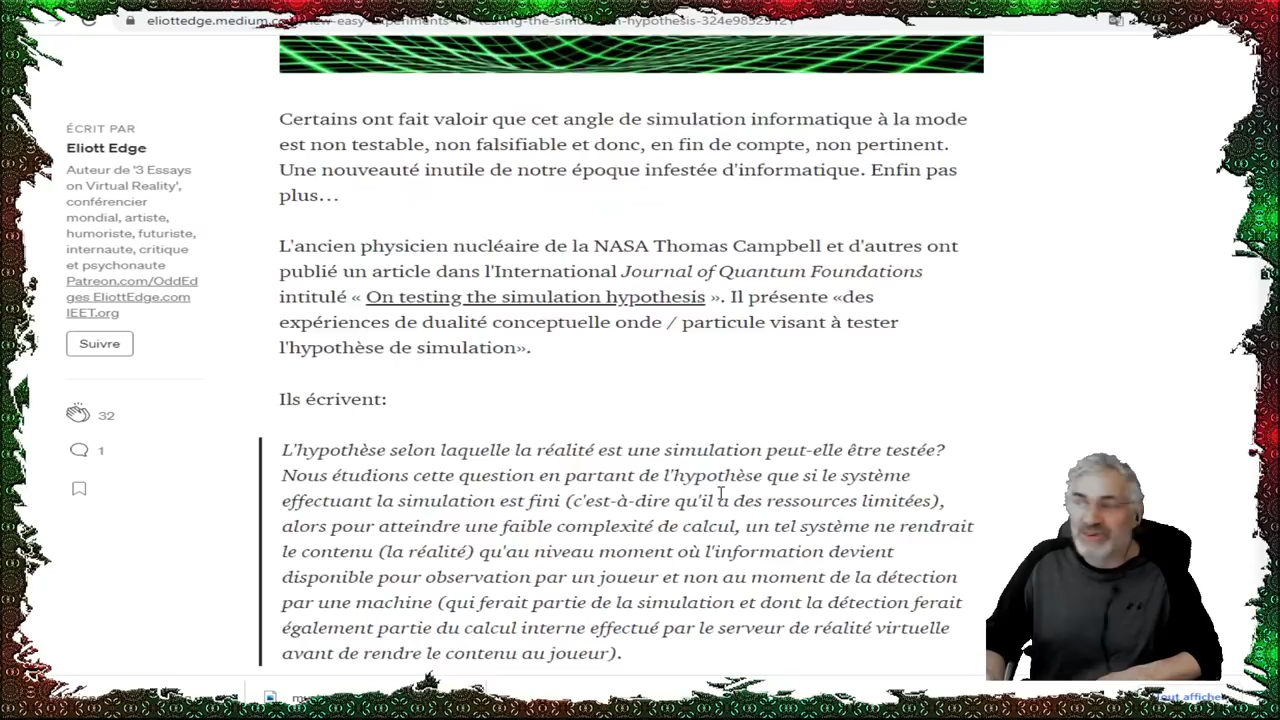 eliottedge.medium.c
ÉCRIT PAR
Eliott Edge
Auteur de '3 Essays
on Virtual Reality',
conférencier
mondial, artiste,
humoriste, futuriste,
internaute, critique
et psychonaute
Patreon.com/OddEd
ges EliottEdge.com
IEET.org
Suivre
32
1
Certains ont fait valoir que cet angle de simulation informatique à la mode
est non testable, non falsifiable et donc, en fin de compte, non pertinent.
Une nouveauté inutile de notre époque infestée d'informatique. Enfin pas
plus…
L'ancien physicien nucléaire de la NASA Thomas Campbell et d'autres ont
publié un article dans l'International Journal of Quantum Foundations
intitulé « On testing the simulation hypothesis ». Il présente «des
expériences de dualité conceptuelle onde / particule visant à tester
l'hypothèse de simulation».
Ils écrivent:
L'hypothèse selon laquelle la réalité est une simulation peut-elle être testée?
Nous étudions cette question en partant de l'hypothèse que si le système
effectuant la simulation est fini (c'est-à-dire qu'il a des ressources limitées),
alors pour atteindre une faible complexité de calcul, un tel système ne rendrait
le contenu (la réalité) qu'au niveau moment où l'information devient
disponible pour observation par un joueur et non au moment de la détection
par une machine (qui ferait partie de la simulation et dont la détection ferait
également partie du calcul interne effectué par le serveur de réalité virtuelle
avant de rendre le contenu au joueur).